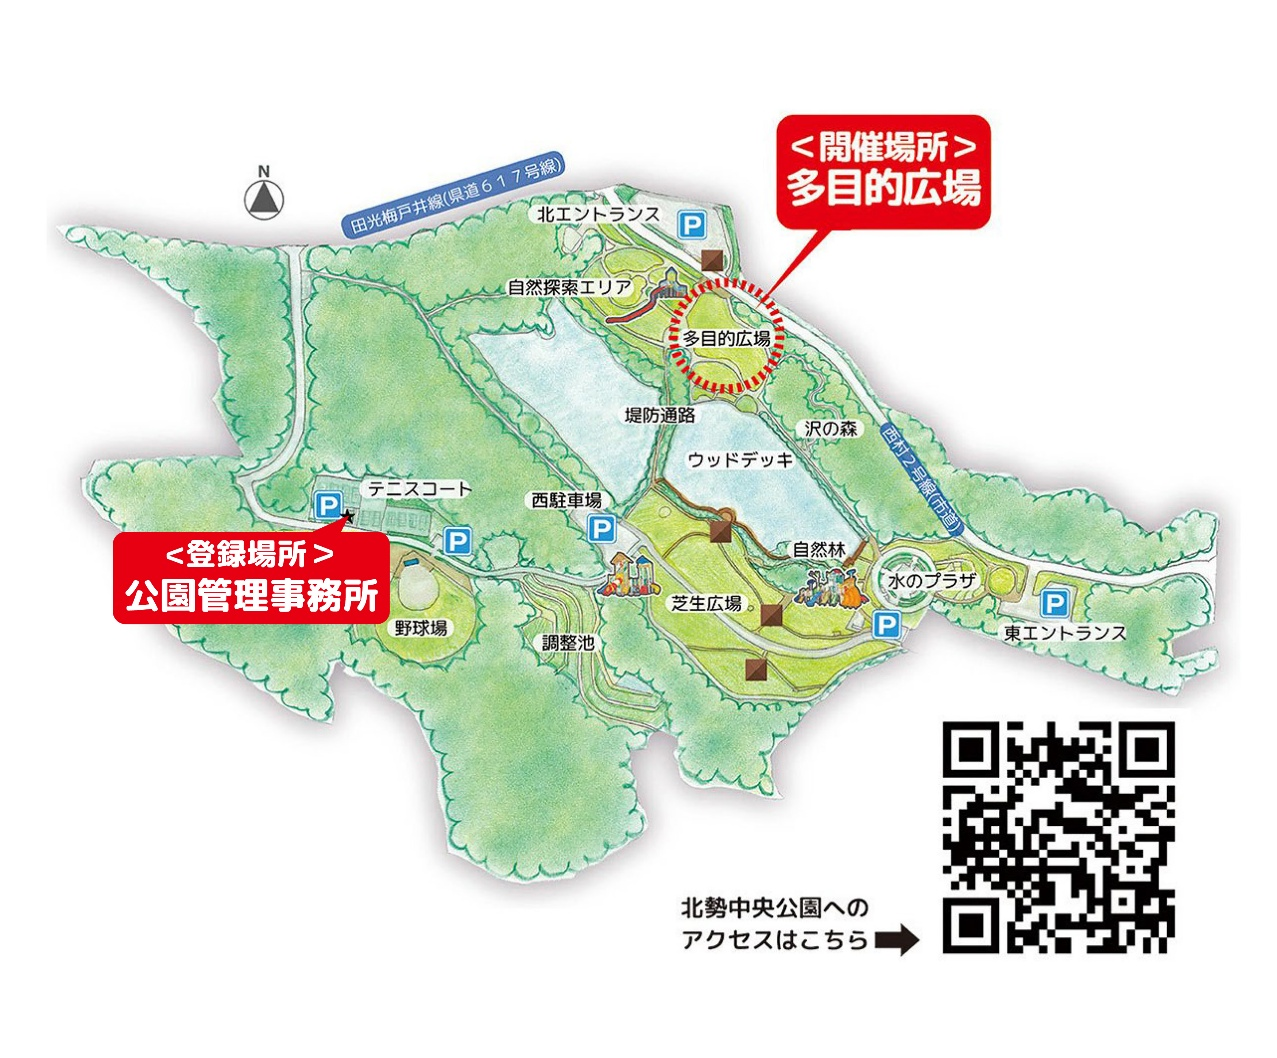 <開催場所>
多目的広場
N
田光梅戸井線(県道617号線)
北エントランス
P
自然探索エリア
多目的広場
堤防通路
沢の森
西村2号線(市道)
ウッドデッキ
テニスコート
P
西駐車場
P
P
<登録場所>
公園管理事務所
自然林
水のプラザ
芝生広場
P
P
野球場
調整池
東エントランス
北勢中央公園への
アクセスはこちら